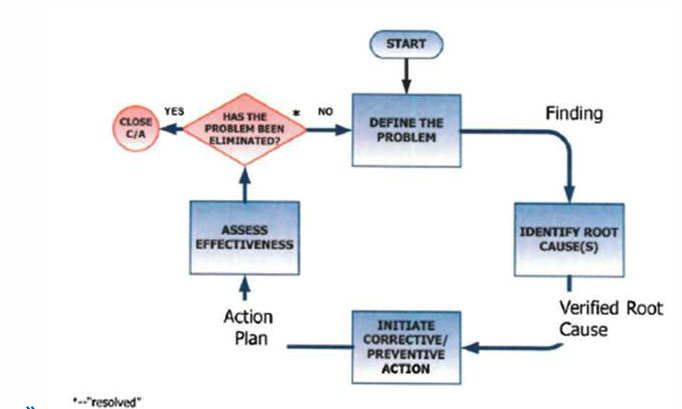 START
DEFINE THE
PROBLEM
Finding
IDENTIFY ROOT
CAUSE(S)
Verified Root
Cause
INITIATE
CORRECTIVE/
PREVENTIVE
ACTION
Action
Plan
ASSESS
EFFECTIVENESS
HAS THE
PROBLEM BEEN
ELIMINATED?
*
NO
YES
CLOSE
C/A
*--"resolved"
»